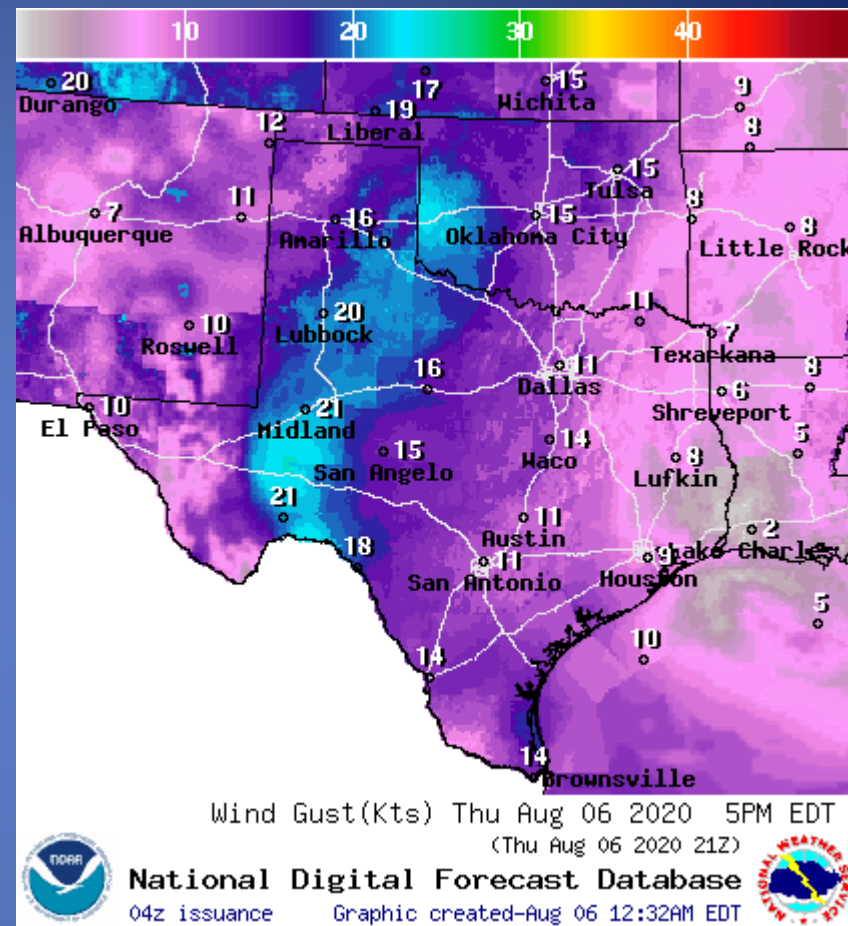 10 20 30 40
20 17 15 9
Durango Wichita
19
Liberal
12 8
15
Tulsa
7 11 16 15 8 8
Albuquerque Amarillo Oklahoma City Little Rock
10 20 11 7
Roswell Lubbock Texarkana
16 11 6 8
Dallas Shreveport
10 21
El Paso Midland
15 14 8 5
San Angelo Waco Lufkin
21 11 2
Austin Lake Charles
18 11 9
San Antonio Houston
5
14 10
14
Brownsville
Wind Gust(Kts) Thu Aug 06 2020 5PM EDT
(Thu Aug 06 2020 21Z)
NOAA
National Digital Forecast Database
04z issuance Graphic created-Aug 06 12:32AM EDT
NATIONAL WEATHER SERVICE